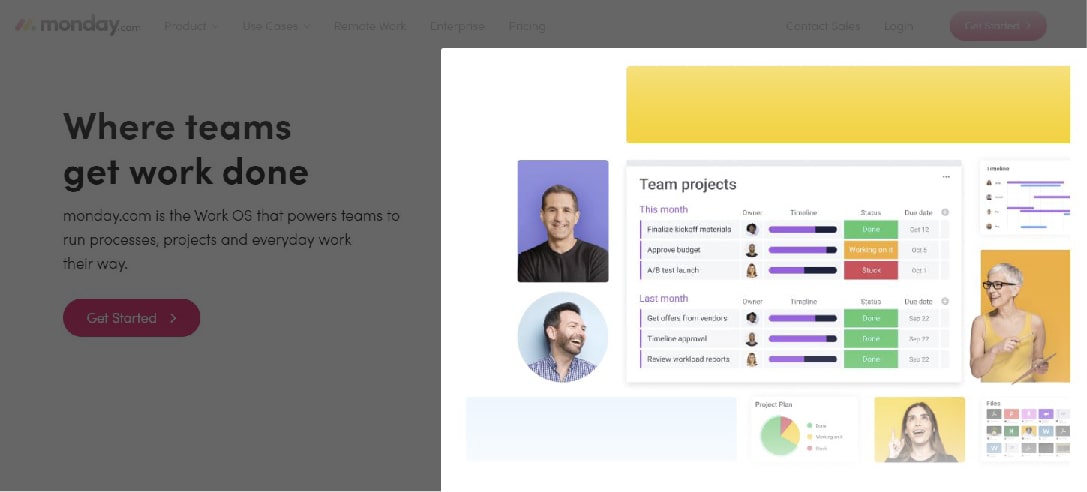 monday.com
Product
Use Cases
Remote Work
Enterprise
Pricing
Contact Sales
Login
Get Started
Where teams
get work done
monday.com is the Work OS that powers teams to
run processes, projects and everyday work
their way.
Get Started
Team projects
This month Owner Timeline Status Due date
Finalize kickoff materials Done Oct 12
Approve budget Working on it Oct 5
A/B test launch Stuck Oct 1
Last month Owner Timeline Status Due date
Get offers from vendors Done Sep 22
Timeline approval Done Sep 22
Review workload reports Done Sep 22
Timeline
Project Plan
Done
Working on it
Stuck
Files